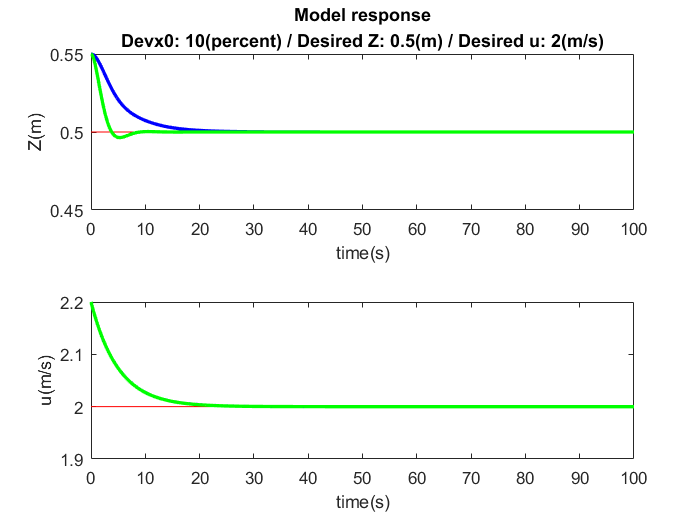 Model response
Devx0: 10(percent) / Desired Z: 0.5(m) / Desired u: 2(m/s)
0.55
0.5
0.45
Z(m)
0 10 20 30 40 50 60 70 80 90 100
time(s)
2.2
2.1
2
1.9
u(m/s)
0 10 20 30 40 50 60 70 80 90 100
time(s)